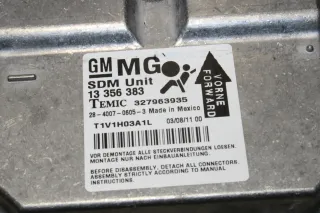 GM MG
SDM Unit
13 356 383
TEMIC 327963935
28-4007-0605-3 Made in Mexico
T1V1H03A1L 03/08/11 00
VORNE
FORWARD
VOR DEMONTAGE ALLE STECKVERBINDUNGEN LOESEN.
MONTAGE NUR NACH EINBAUANLEITUNG.
BEFORE DISASSEMBLY, DETACH ALL CONNECTORS.
ASSEMBLY STRICTLY ACCORDING TO MANUAL
INSTRUCTIONS.